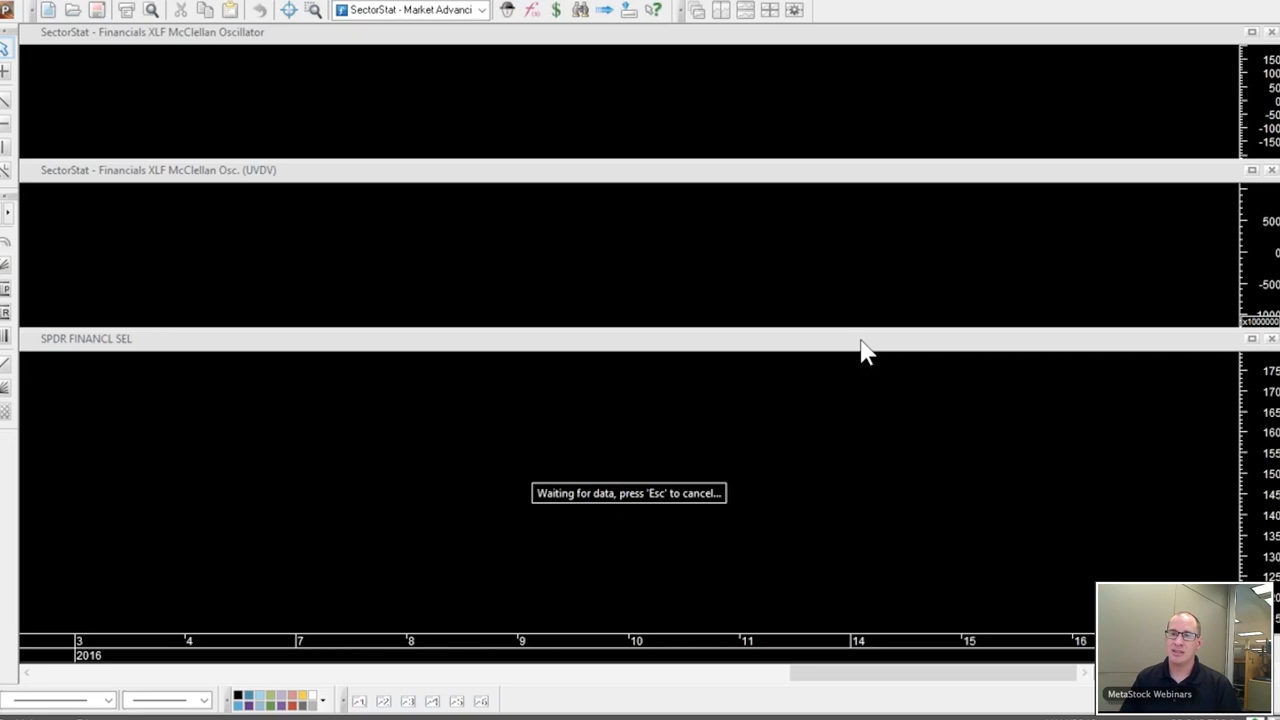 P
SectorStat - Market Advanci
SectorStat - Financials XLF McClellan Oscillator
150
100
50
0
-50
-100
-150
SectorStat - Financials XLF McClellan Osc. (UVDV)
500
0
-500
x1000000
SPDR FINANCL SEL
175
170
165
160
155
150
145
140
135
130
125
Waiting for data, press 'Esc' to cancel...
3 4 7 8 9 10 11 14 15 16
2016
P
R
MetaStock Webinars